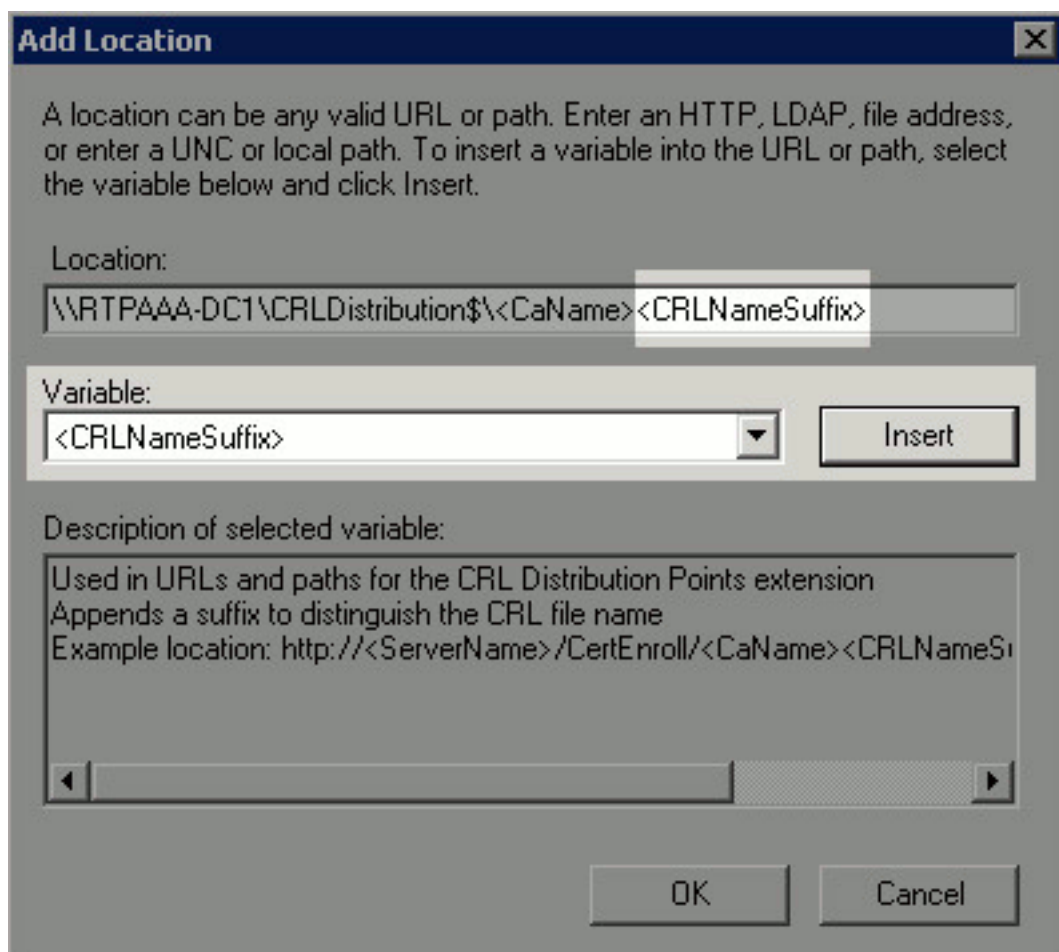 Add Location
A location can be any valid URL or path. Enter an HTTP, LDAP, file address,
or enter a UNC or local path. To insert a variable into the URL or path, select
the variable below and click Insert.
Location:
\\RTPAAA-DC1\CRLDistribution$\<CaName><CRLNameSuffix>
Variable:
<CRLNameSuffix>
Insert
Description of selected variable:
Used in URLs and paths for the CRL Distribution Points extension
Appends a suffix to distinguish the CRL file name
Example location: http://<ServerName>/CertEnroll/<CaName><CRLNameSu
OK
Cancel